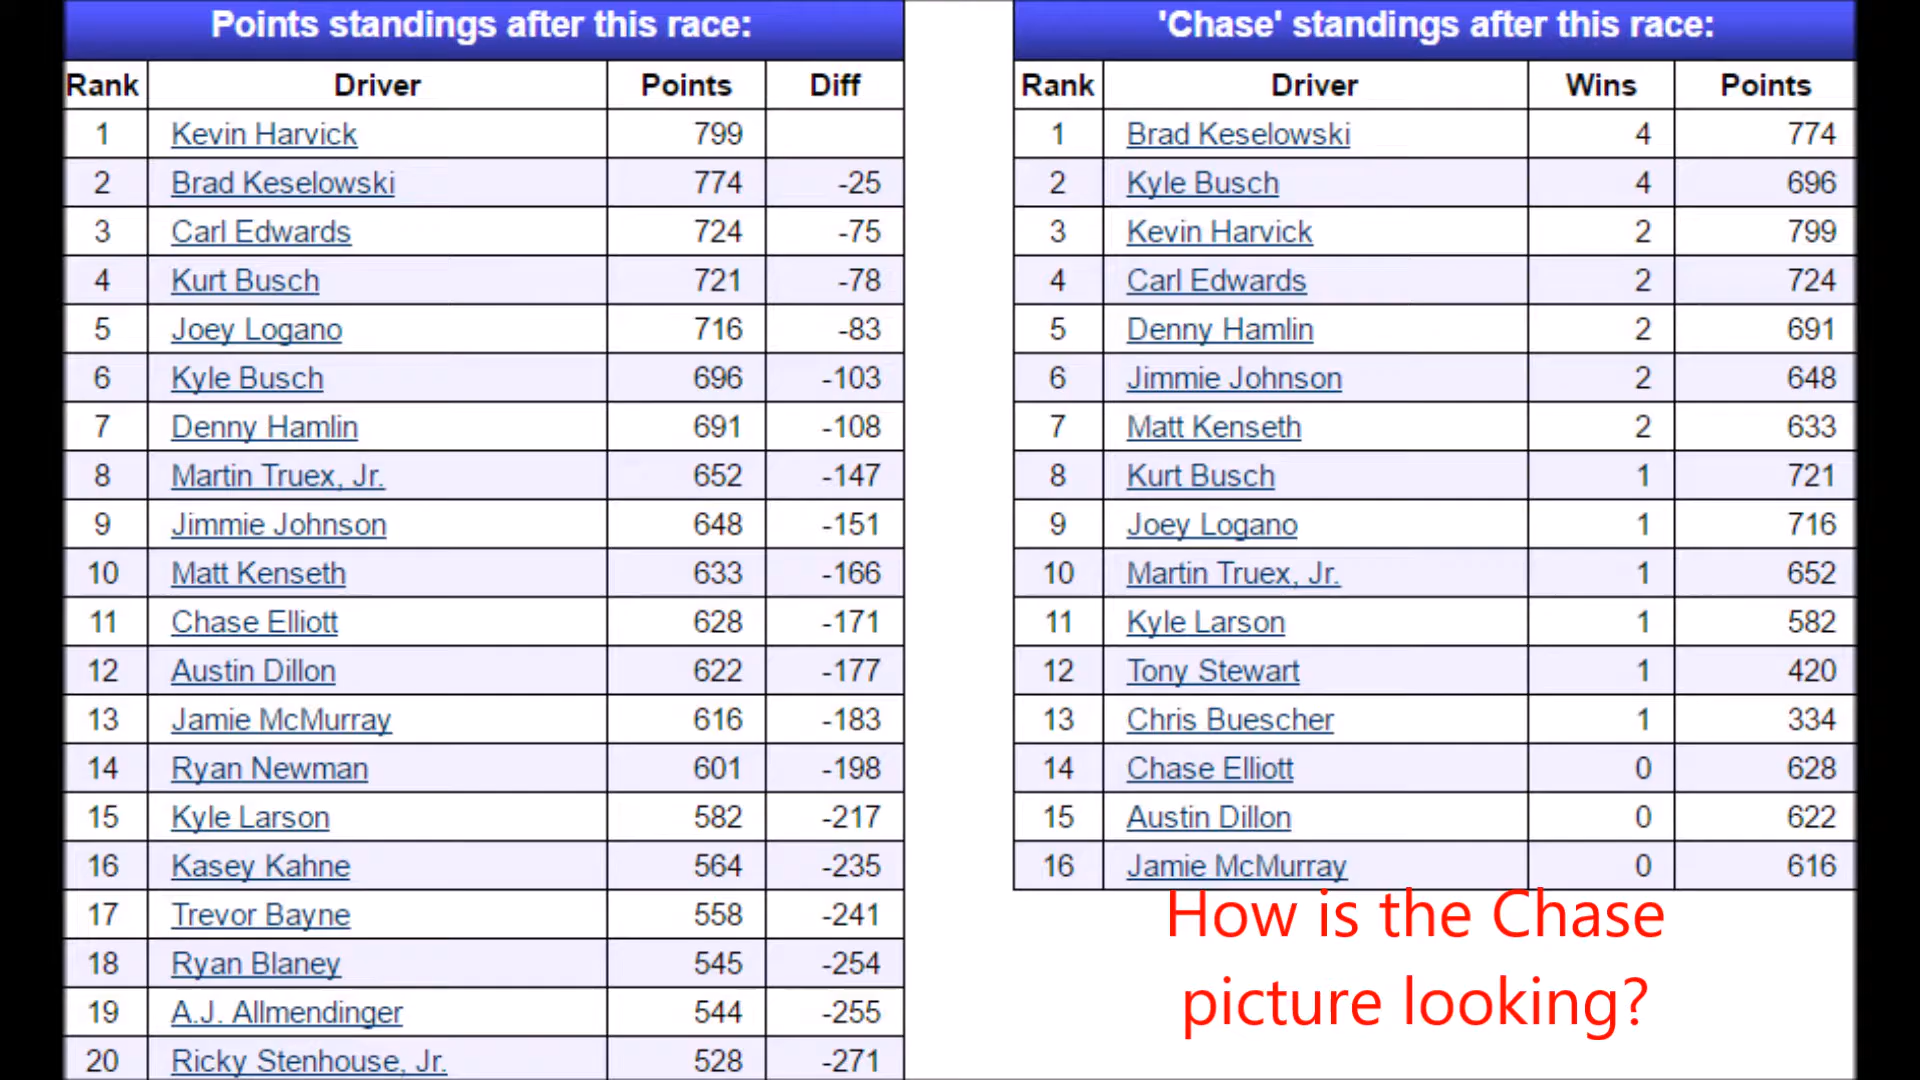 Points standings after this race:
Rank Driver Points Diff
1 Kevin Harvick 799
2 Brad Keselowski 774 -25
3 Carl Edwards 724 -75
4 Kurt Busch 721 -78
5 Joey Logano 716 -83
6 Kyle Busch 696 -103
7 Denny Hamlin 691 -108
8 Martin Truex, Jr. 652 -147
9 Jimmie Johnson 648 -151
10 Matt Kenseth 633 -166
11 Chase Elliott 628 -171
12 Austin Dillon 622 -177
13 Jamie McMurray 616 -183
14 Ryan Newman 601 -198
15 Kyle Larson 582 -217
16 Kasey Kahne 564 -235
17 Trevor Bayne 558 -241
18 Ryan Blaney 545 -254
19 A.J. Allmendinger 544 -255
20 Ricky Stenhouse, Jr. 528 -271
'Chase' standings after this race:
Rank Driver Wins Points
1 Brad Keselowski 4 774
2 Kyle Busch 4 696
3 Kevin Harvick 2 799
4 Carl Edwards 2 724
5 Denny Hamlin 2 691
6 Jimmie Johnson 2 648
7 Matt Kenseth 2 633
8 Kurt Busch 1 721
9 Joey Logano 1 716
10 Martin Truex, Jr. 1 652
11 Kyle Larson 1 582
12 Tony Stewart 1 420
13 Chris Buescher 1 334
14 Chase Elliott 0 628
15 Austin Dillon 0 622
16 Jamie McMurray 0 616
How is the Chase
picture looking?